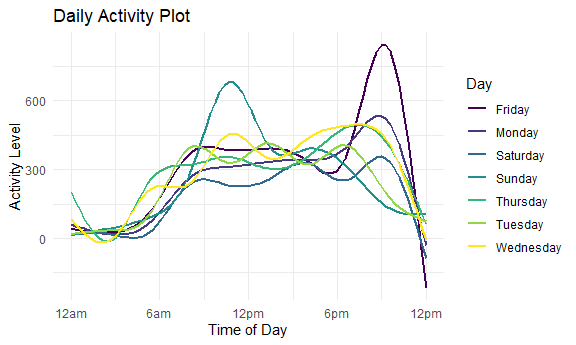 Daily Activity Plot
Activity Level
600
300
0
12am
6am
12pm
6pm
12pm
Time of Day
Day
Friday
Monday
Saturday
Sunday
Thursday
Tuesday
Wednesday